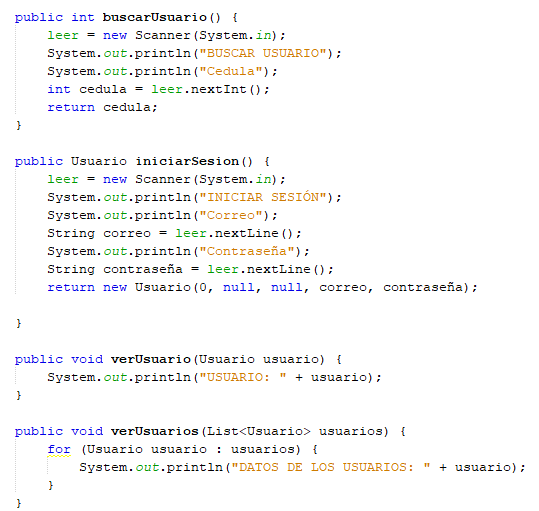 public int buscarUsuario() {
    leer = new Scanner(System.in);
    System.out.println("BUSCAR USUARIO");
    System.out.println("Cedula");
    int cedula = leer.nextInt();
    return cedula;
}

public Usuario iniciarSesion() {
    leer = new Scanner(System.in);
    System.out.println("INICIAR SESIÓN");
    System.out.println("Correo");
    String correo = leer.nextLine();
    System.out.println("Contraseña");
    String contraseña = leer.nextLine();
    return new Usuario(0, null, null, correo, contraseña);

}

public void verUsuario(Usuario usuario) {
    System.out.println("USUARIO: " + usuario);
}

public void verUsuarios(List<Usuario> usuarios) {
    for (Usuario usuario : usuarios) {
        System.out.println("DATOS DE LOS USUARIOS: " + usuario);
    }
}